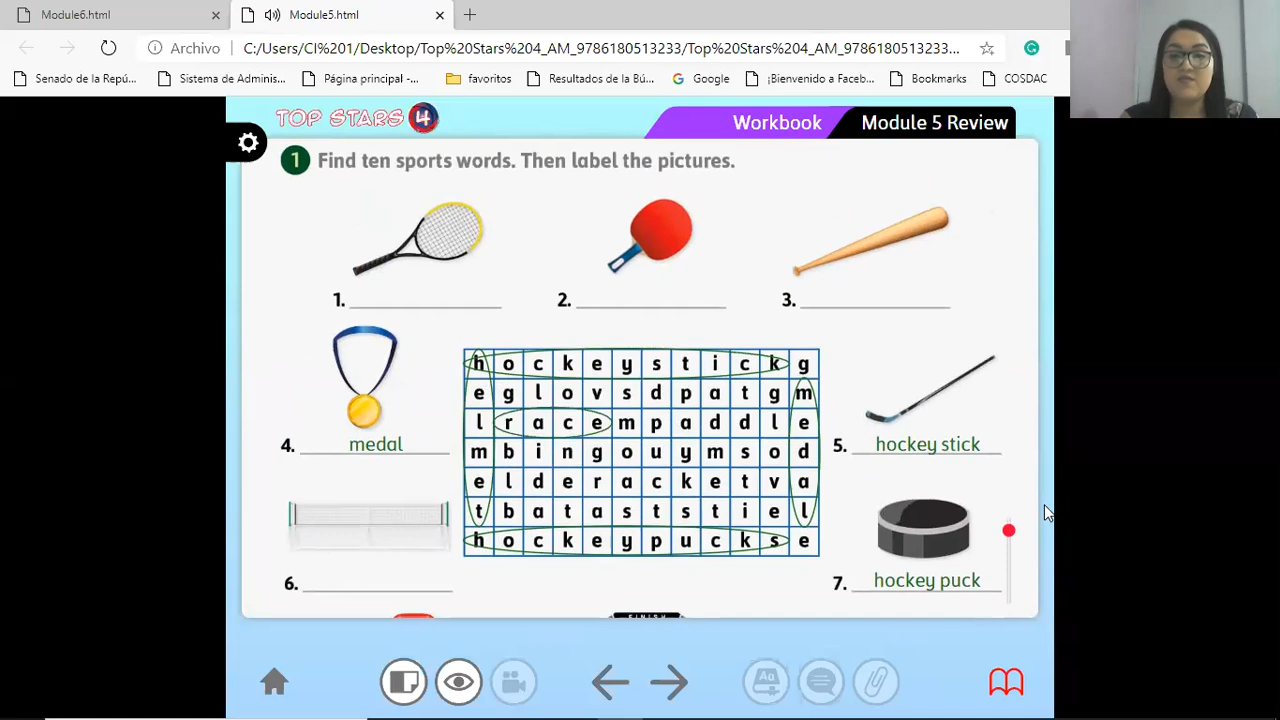 Module6.html
Module5.html
Archivo
C:/Users/CI%201/Desktop/Top%20Stars%204_AM_9786180513233/Top%20Stars%204_AM_9786180513233...
Senado de la Repú...
Sistema de Adminis...
Página principal -...
favoritos
Resultados de la Bú...
Google
¡Bienvenido a Faceb...
Bookmarks
COSDAC
TOP STARS 4
Workbook
Module 5 Review
1 Find ten sports words. Then label the pictures.
1.
2.
3.
h o c k e y s t i c k g
e g l o v s d p a t g m
l r a c e m p a d d l e
m b i n g o u y m s o d
e l d e r a c k e t v a
t b a t a s t s t i e l
h o c k e y p u c k s e
4. medal
5. hockey stick
6.
7. hockey puck
FINISH
Aa